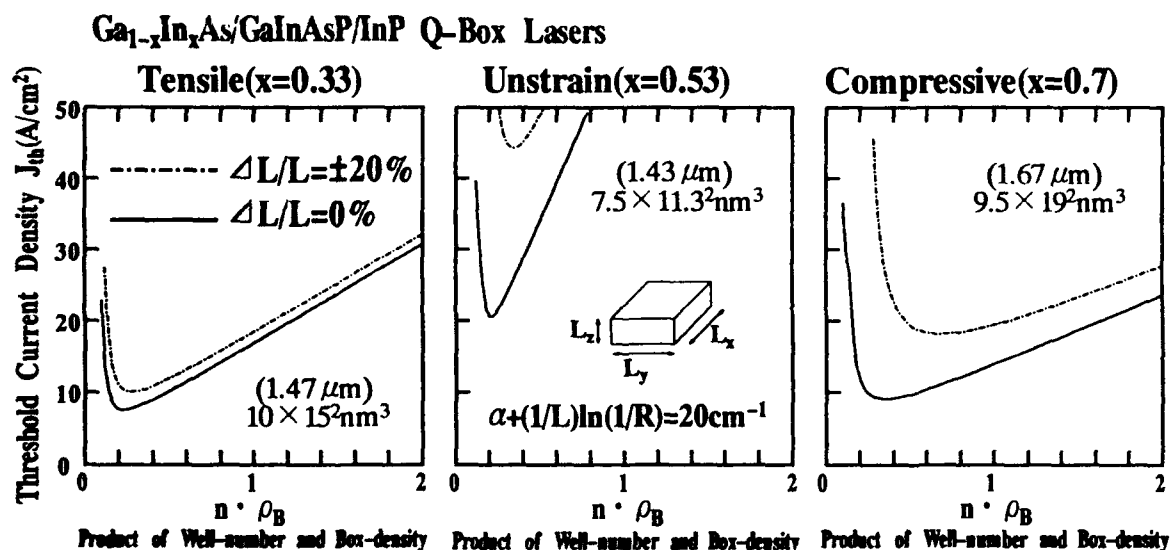 Ga₁₋ₓInₓAs/GaInAsP/InP Q-Box Lasers
Tensile(x=0.33)
Unstrain(x=0.53)
Compressive(x=0.7)
Threshold Current Density Jth(A/cm²)
50
40
30
20
10
0
ΔL/L=±20%
ΔL/L=0%
(1.47 μm)
10×15²nm³
(1.43 μm)
7.5×11.3²nm³
Lz
Ly
Lx
α+(1/L)ln(1/R)=20cm⁻¹
(1.67 μm)
9.5×19²nm³
0 1 2
0 1 2
0 1 2
n · ρB
n · ρB
n · ρB
Product of Well-number and Box-density
Product of Well-number and Box-density
Product of Well-number and Box-density